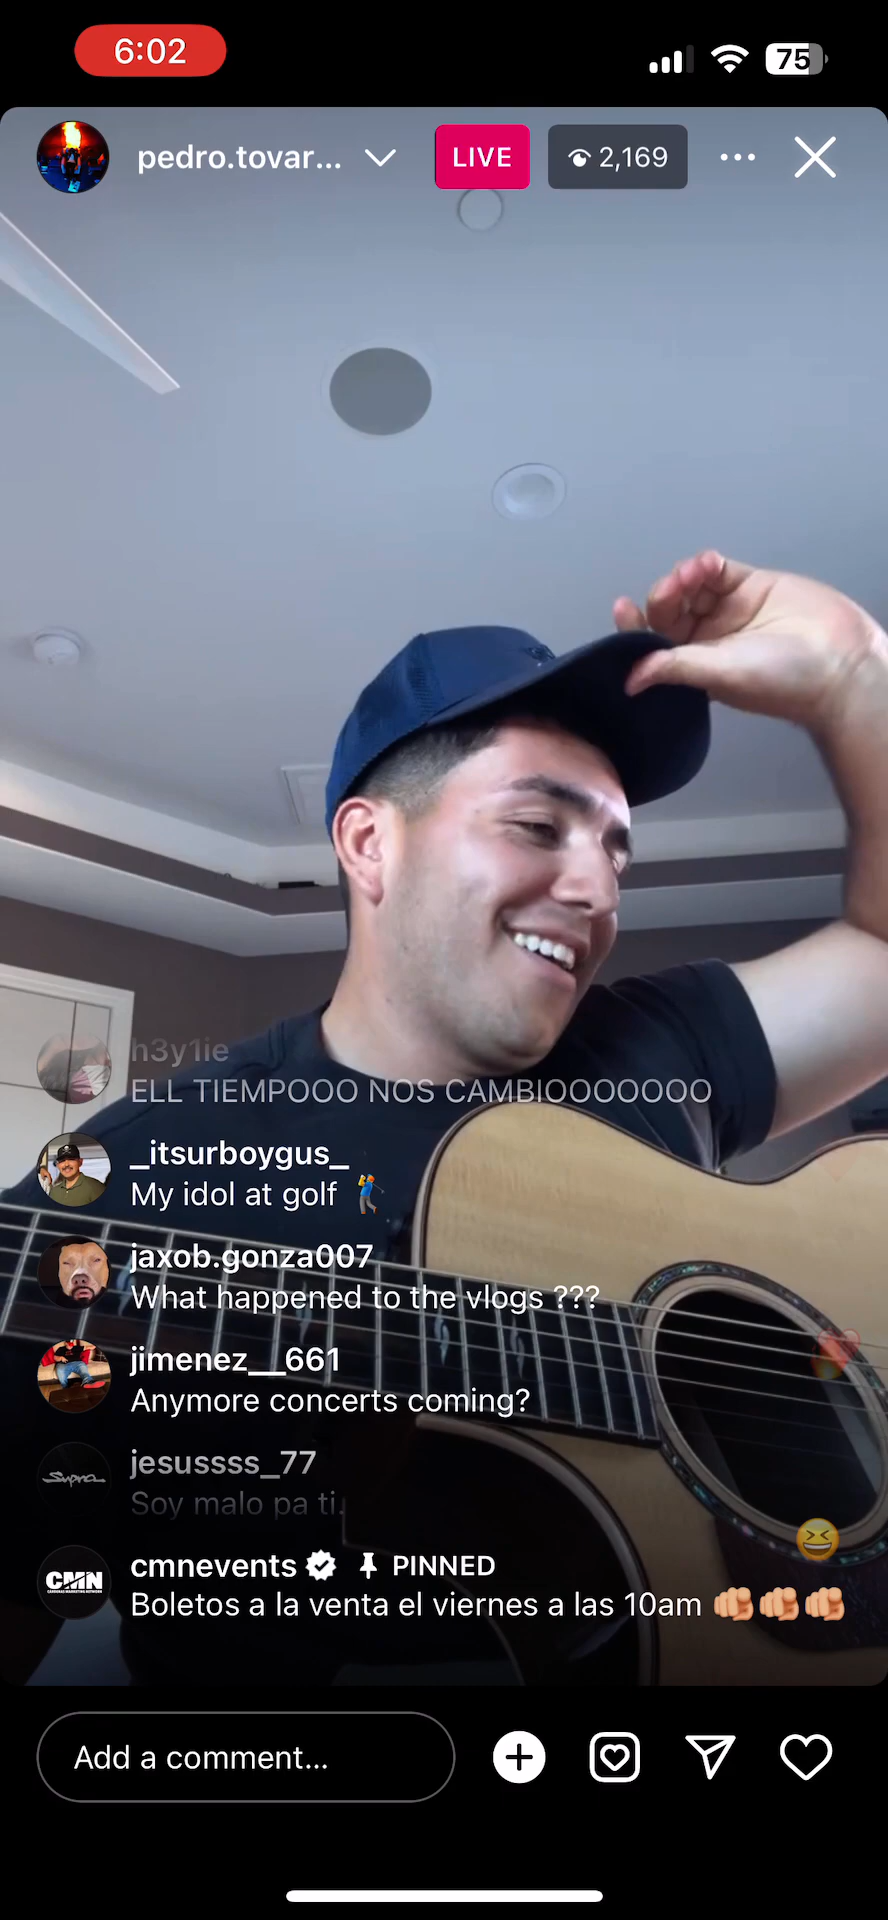 6:02
75
pedro.tovar...
LIVE
2,169
h3y1ie
ELL TIEMPOOO NOS CAMBIOOOOOOO
_itsurboygus_
My idol at golf 🏌️
jaxob.gonza007
What happened to the vlogs ???
jimenez__661
Anymore concerts coming?
jesussss_77
Soy malo pa ti.
Supra
cmnevents PINNED
CMN
Boletos a la venta el viernes a las 10am 🫵🫵🫵
Add a comment...